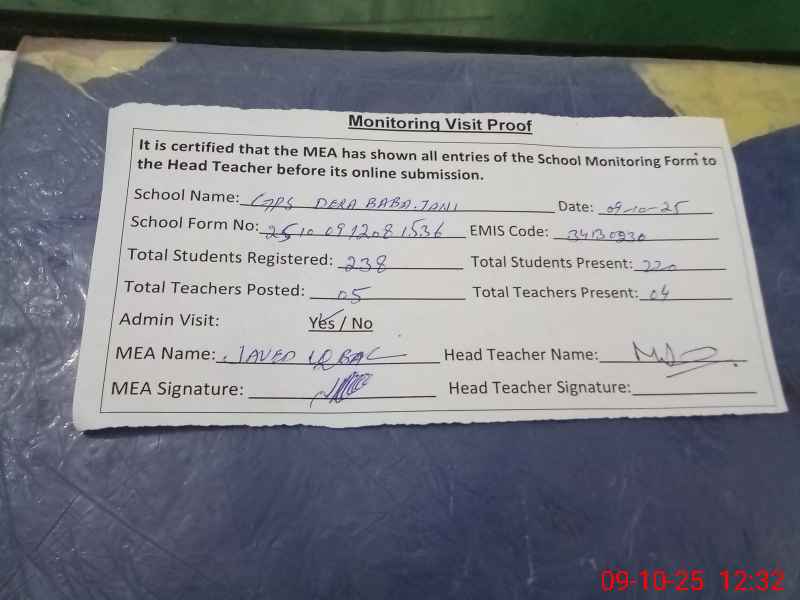 Monitoring Visit Proof
It is certified that the MEA has shown all entries of the School Monitoring Form to
the Head Teacher before its online submission.
School Name: GPS DERA BABA JANI Date: 09-10-25
School Form No: 2510091208 1536 EMIS Code: 34130930
Total Students Registered: 238 Total Students Present: 220
Total Teachers Posted: 05 Total Teachers Present: 04
Admin Visit: Yes / No
MEA Name: JAVED IQBAL Head Teacher Name:
MEA Signature: Head Teacher Signature:
09-10-25 12:32